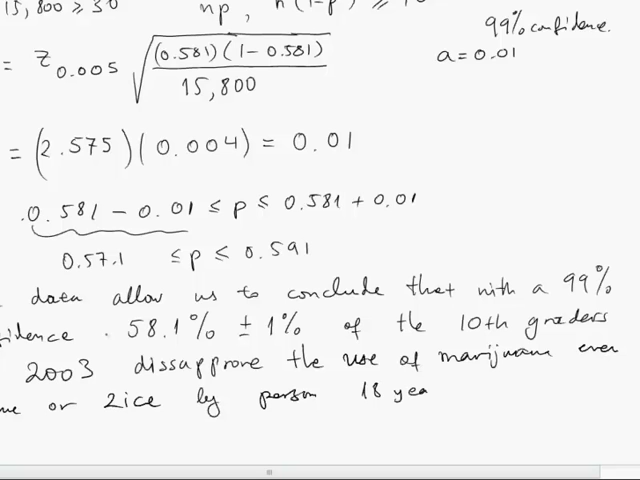 15,800 ≥ 30
np, n(1-p) ≥ 10
99% confidence.
a = 0.01
= Z0.005 √((0.581)(1-0.581)/15,800)
= (2.575)(0.004) = 0.01
0.581 - 0.01 ≤ p ≤ 0.581 + 0.01
0.571 ≤ p ≤ 0.591
data allow us to conclude that with a 99%
idence 58.1% ± 1% of the 10th graders
2003 dissapprove the use of marijuana even
or 2ice by person 18 yea